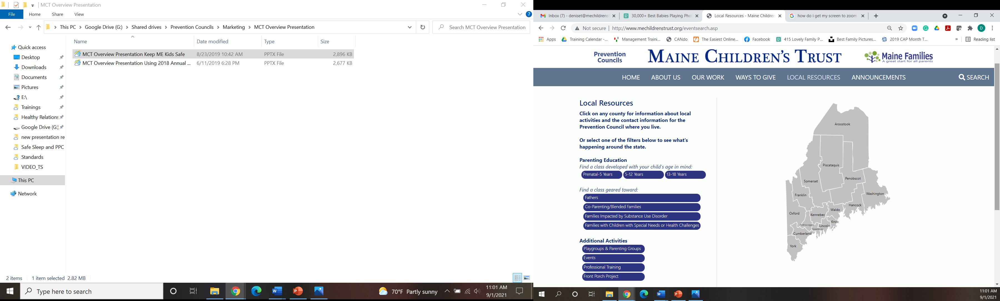 MCT Overview Presentation
File Home Share View
This PC Google Drive (G:) Shared drives Prevention Councils Marketing MCT Overview Presentation
Search MCT Overview Presentation
Name Date modified Type Size
Quick access
Desktop
Downloads
Documents
Pictures
E:\
Trainings
Healthy Relations
Google Drive (G:)
new presentation re
Safe Sleep and PPC
Standards
VIDEO_TS
This PC
Network
MCT Overview Presentation Keep ME Kids Safe 8/23/2019 10:42 AM PPTX File 2,896 KB
MCT Overview Presentation Using 2018 Annual ... 6/11/2019 6:28 PM PPTX File 2,677 KB
2 items 1 item selected 2.82 MB
Type here to search
70°F Partly sunny
11:01 AM
9/1/2021
Inbox (7) - deniset@mechildrens
30,000+ Best Babies Playing Phot
Local Resources - Maine Children
how do i get my screen to zoom
Not secure | http://www.mechildrenstrust.org/eventsearch.asp
D
Apps Training Calendar -... Management Traini... CANdo The Easiest Online... Facebook 415 Lovely Family P... Best Family Pictures... 2019 CAP Month T... » Reading list
Prevention
Councils
MAINE CHILDREN'S TRUST
Maine Families
A great start for all parents
HOME ABOUT US OUR WORK WAYS TO GIVE LOCAL RESOURCES ANNOUNCEMENTS SEARCH
Local Resources
Click on any county for information about local
activities and the contact information for the
Prevention Council where you live.
Or select one of the filters below to see what's
happening around the state.
Parenting Education
Find a class developed with your child's age in mind:
Prenatal-5 Years 5-12 Years 13-18 Years
Find a class geared toward:
Fathers
Co-Parenting/Blended Families
Families Impacted by Substance Use Disorder
Families with Children with Special Needs or Health Challenges
Additional Activities
Playgroups & Parenting Groups
Events
Professional Training
Front Porch Project
Aroostook
Piscataquis
Penobscot
Somerset
Washington
Franklin
Hancock
Waldo
Oxford
Kennebec
Knox
Androscoggin
Lincoln
Sagadahoc
Cumberland
York
11:01 AM
9/1/2021